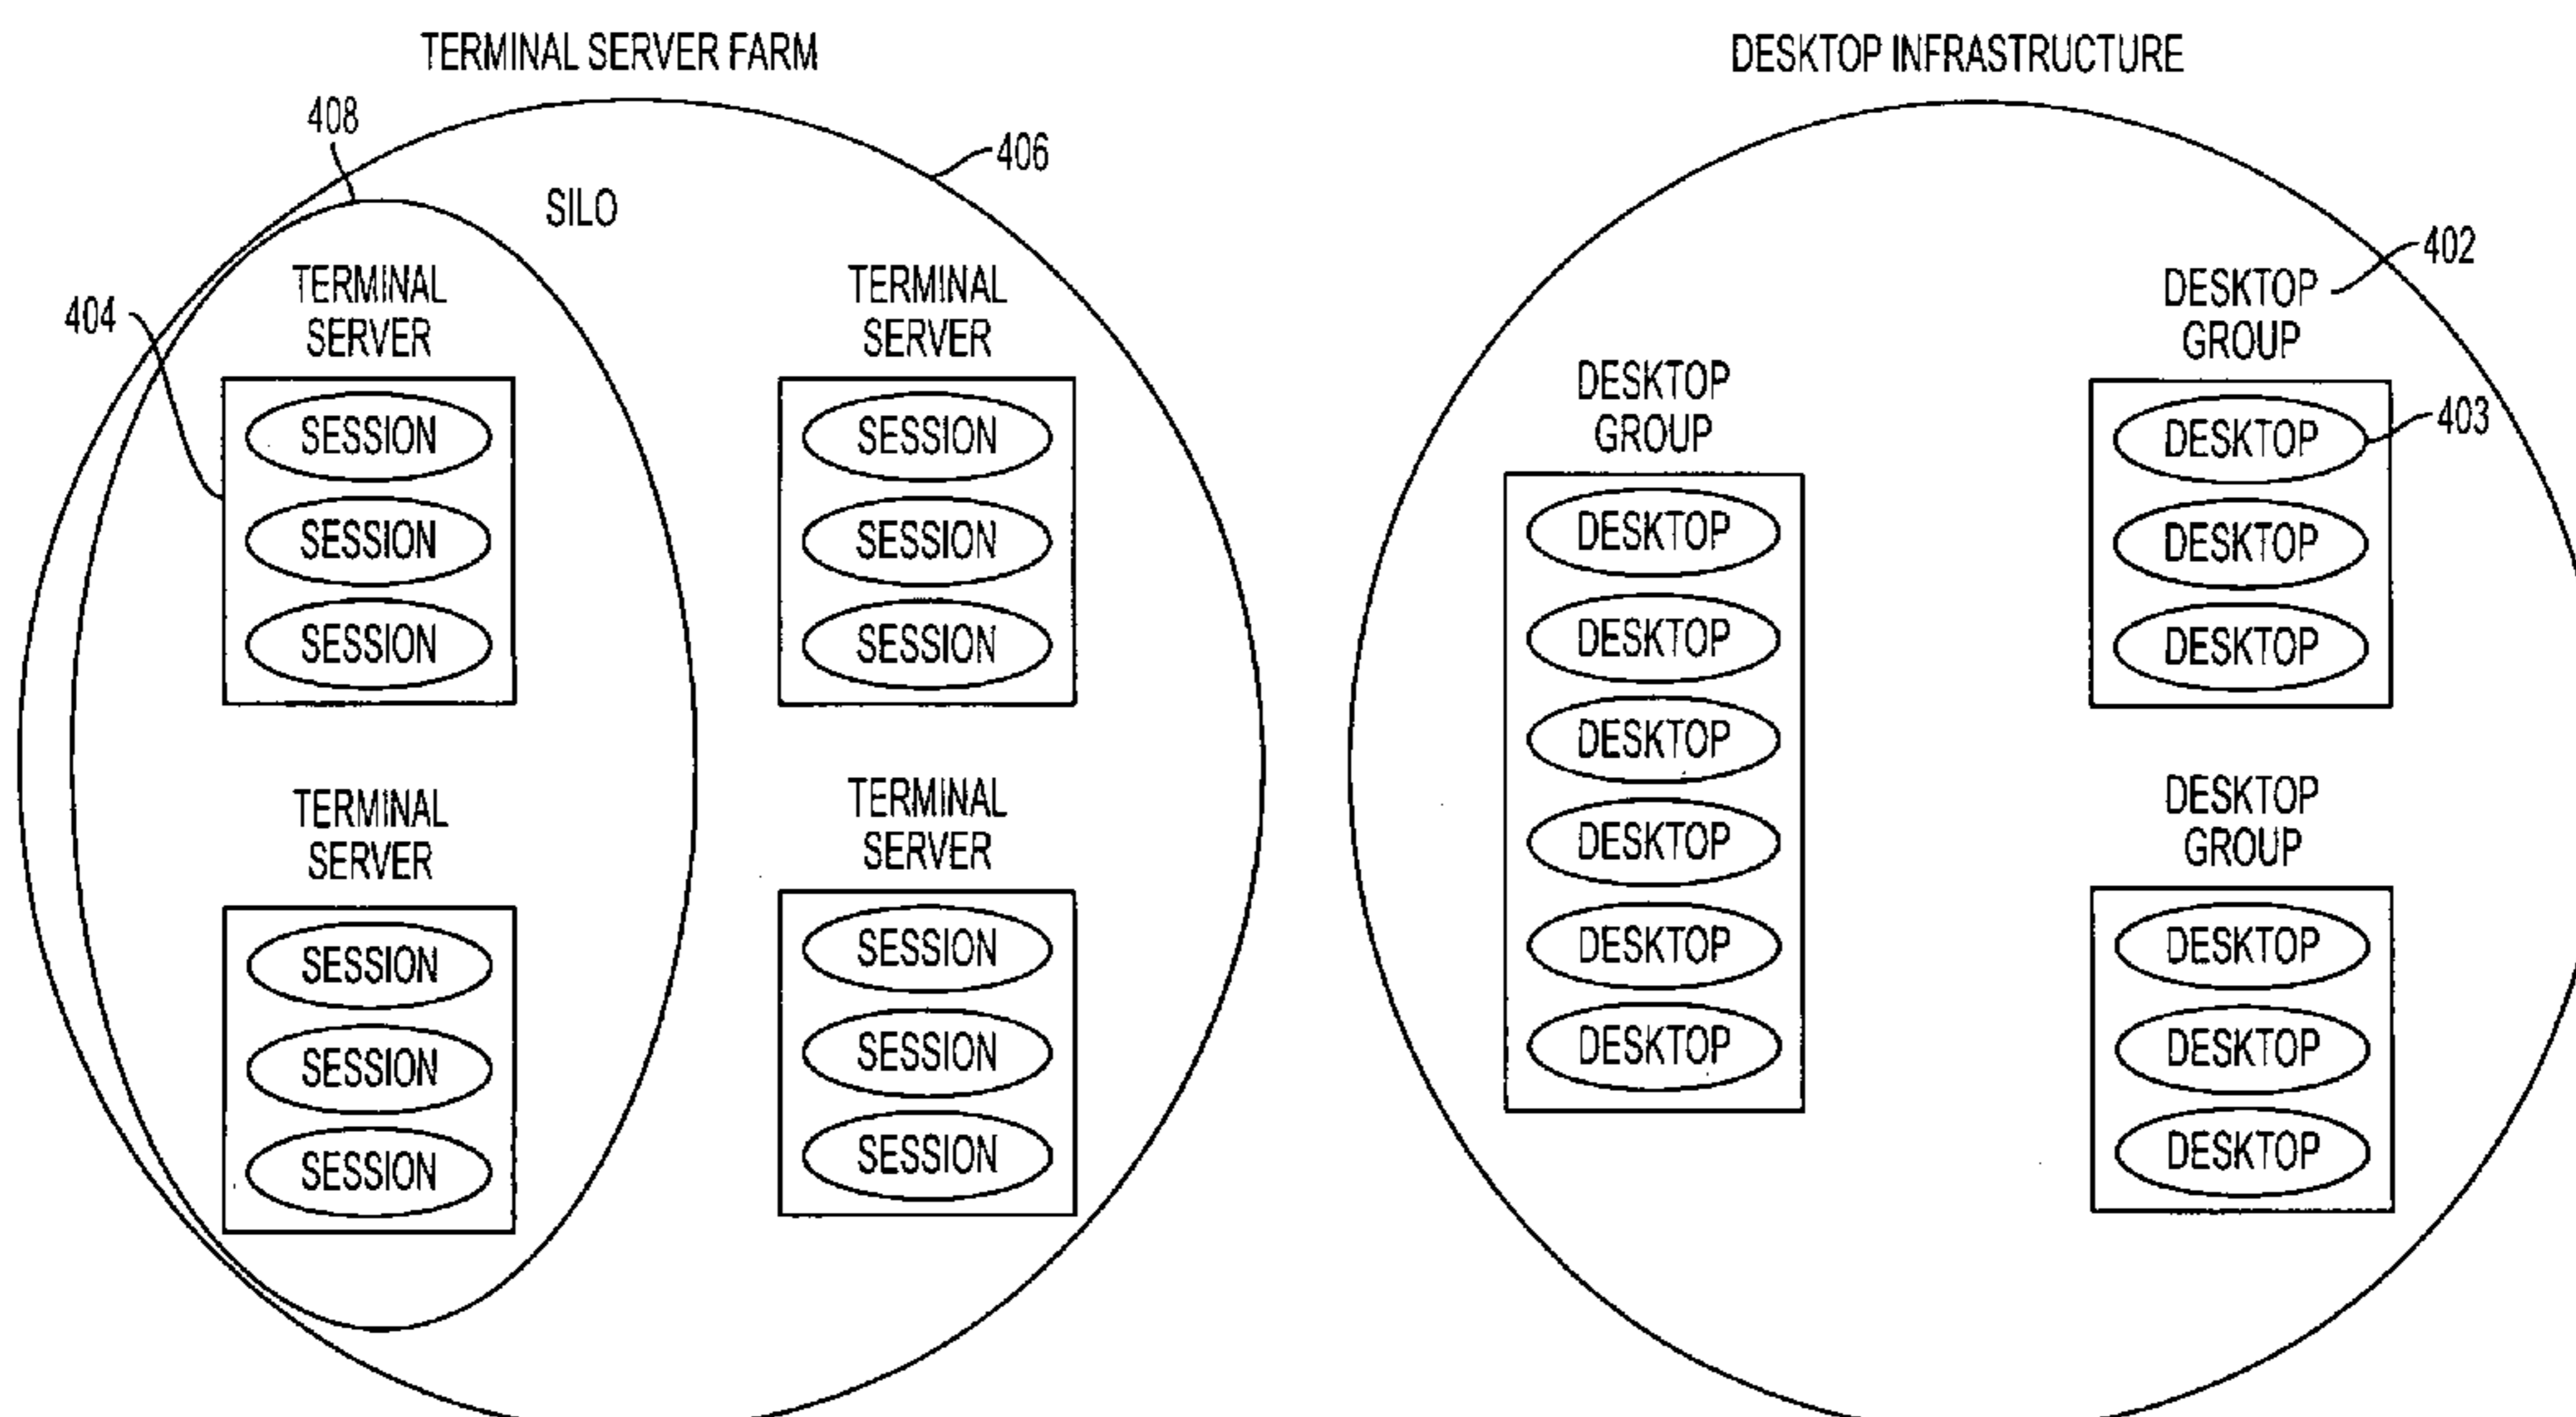 TERMINAL SERVER FARM
408
406
SILO
404
TERMINAL
SERVER
SESSION
SESSION
SESSION
TERMINAL
SERVER
SESSION
SESSION
SESSION
TERMINAL
SERVER
SESSION
SESSION
SESSION
TERMINAL
SERVER
SESSION
SESSION
SESSION
DESKTOP INFRASTRUCTURE
DESKTOP
GROUP
DESKTOP
DESKTOP
DESKTOP
DESKTOP
DESKTOP
DESKTOP
402
DESKTOP
GROUP
403
DESKTOP
DESKTOP
DESKTOP
DESKTOP
GROUP
DESKTOP
DESKTOP
DESKTOP